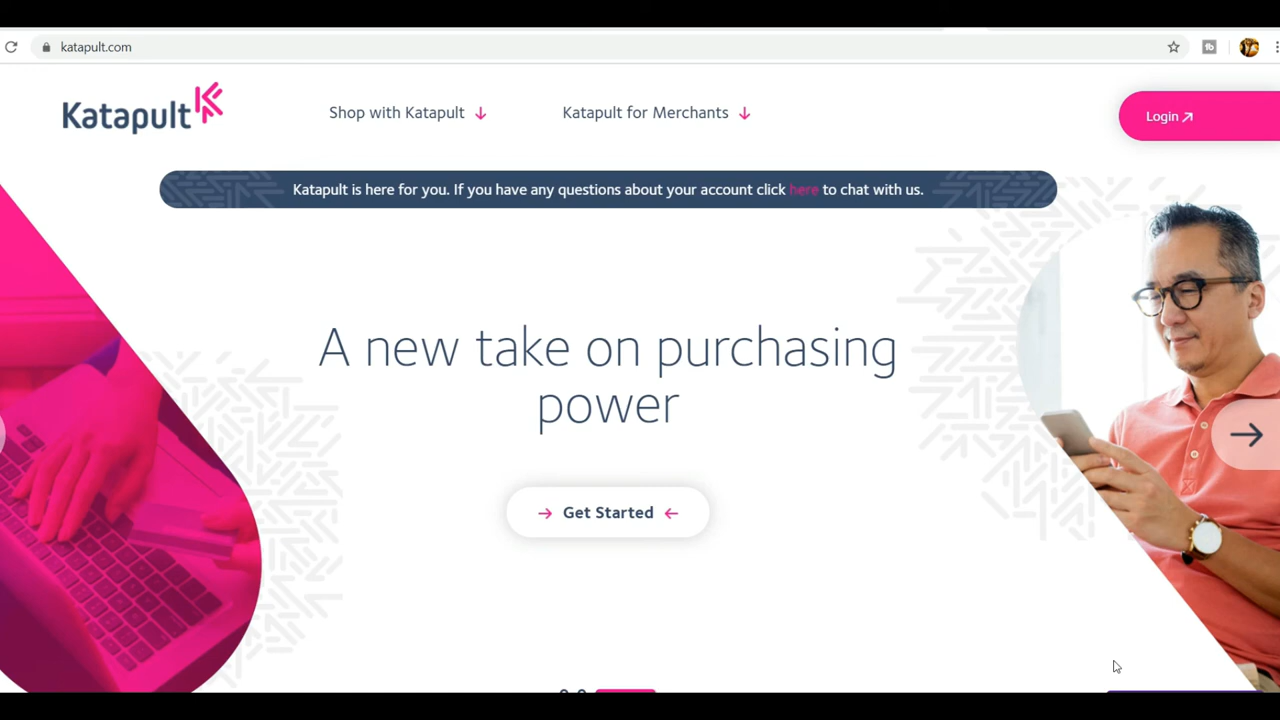 katapult.com
Katapult
Shop with Katapult
Katapult for Merchants
Login
Katapult is here for you. If you have any questions about your account click here to chat with us.
A new take on purchasing
power
Get Started